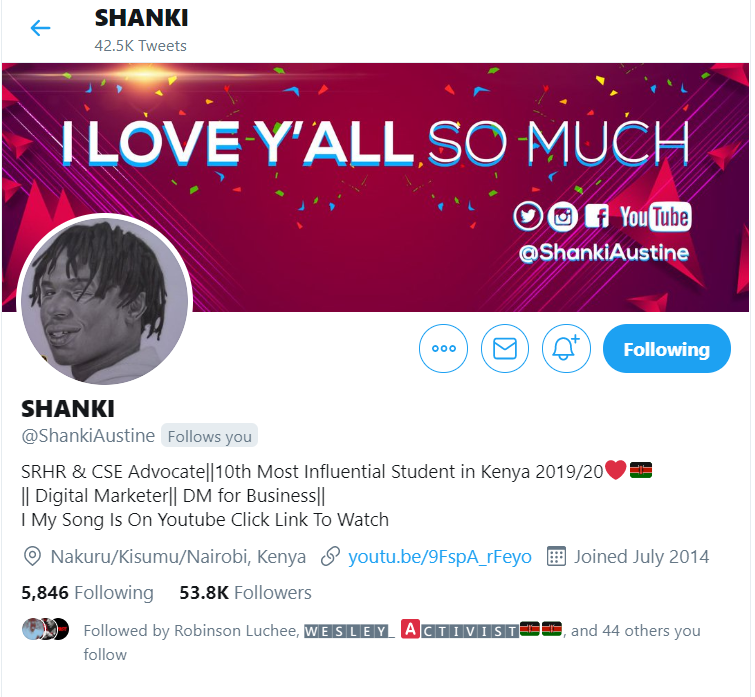 SHANKI
42.5K Tweets
I LOVE Y'ALL SO MUCH
YouTube
@ShankiAustine
Following
SHANKI
@ShankiAustine Follows you
SRHR & CSE Advocate||10th Most Influential Student in Kenya 2019/20❤️🇰🇪
|| Digital Marketer|| DM for Business||
I My Song Is On Youtube Click Link To Watch
Nakuru/Kisumu/Nairobi, Kenya youtu.be/9FspA_rFeyo Joined July 2014
5,846 Following 53.8K Followers
Followed by Robinson Luchee, 🆆🅴🆂🅻🅴🆈_ 🅰🅲🆃🅸🆅🅸🆂🆃🇰🇪🇰🇪, and 44 others you
follow